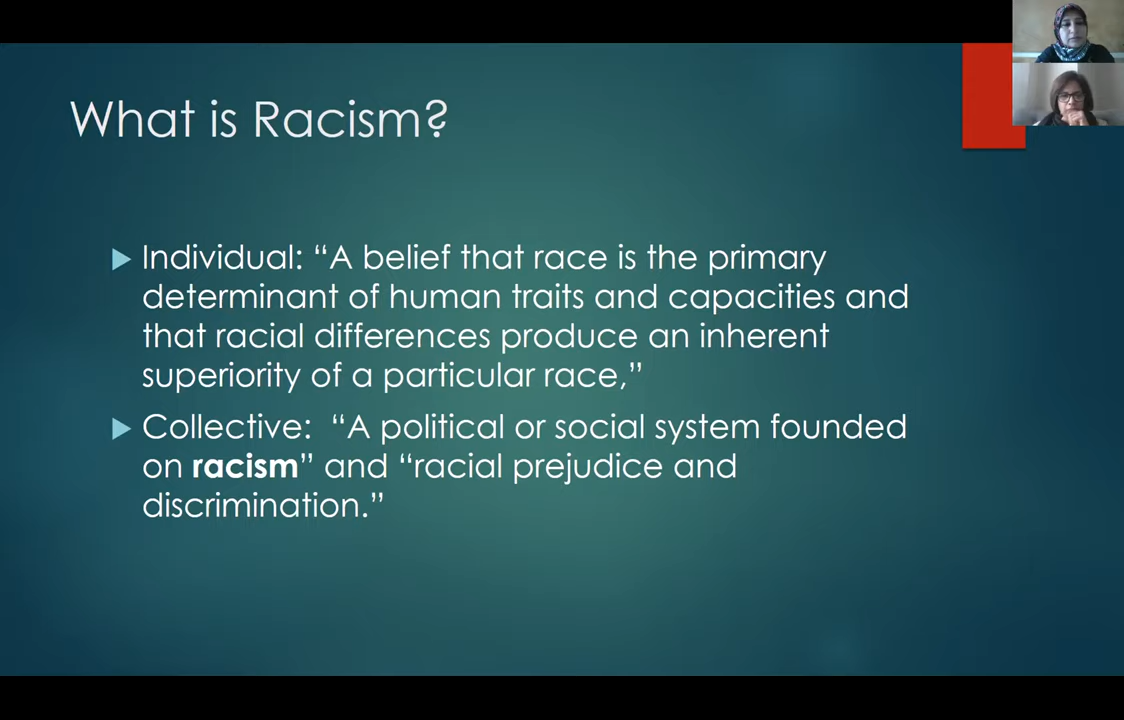 What is Racism?
Individual: “A belief that race is the primary
determinant of human traits and capacities and
that racial differences produce an inherent
superiority of a particular race,”
Collective: “A political or social system founded
on racism” and “racial prejudice and
discrimination.”